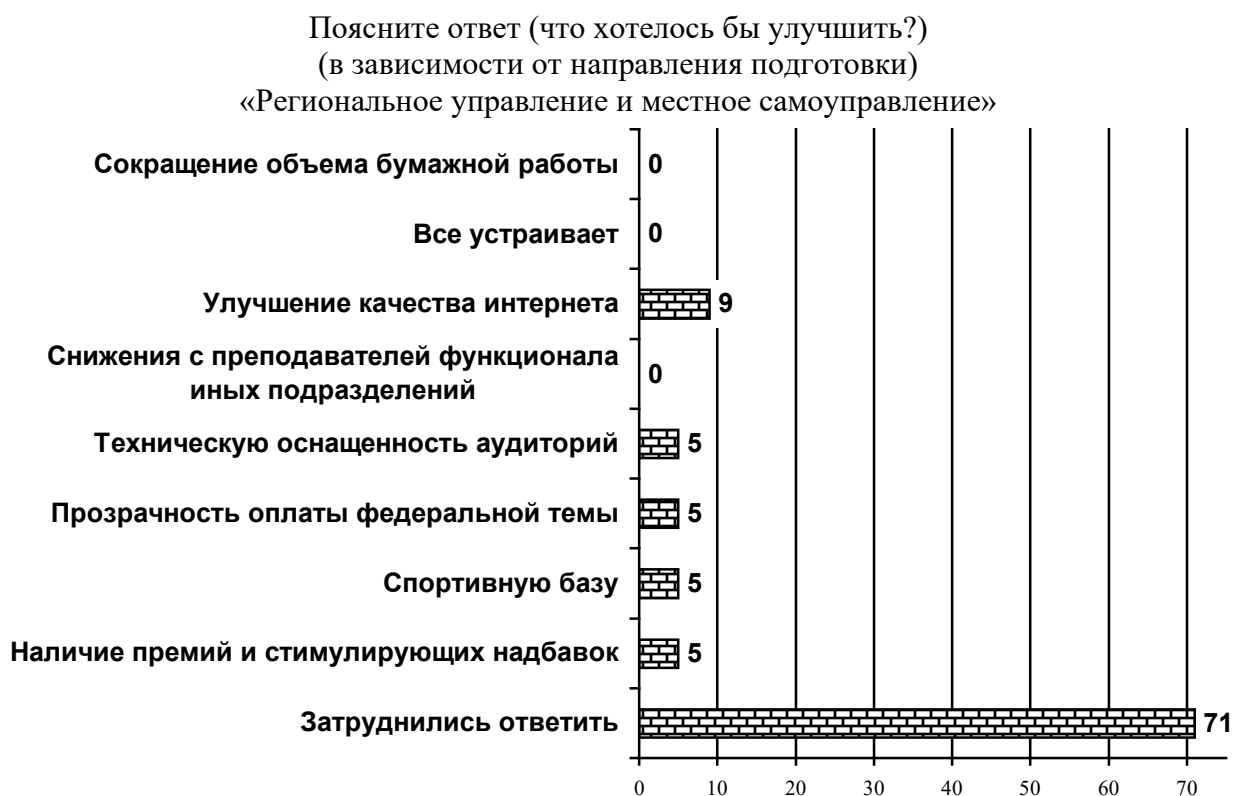 Поясните ответ (что хотелось бы улучшить?)
(в зависимости от направления подготовки)
«Региональное управление и местное самоуправление»
Сокращение объема бумажной работы 0
Все устраивает 0
Улучшение качества интернета 9
Снижения с преподавателей функционала
иных подразделений 0
Техническую оснащенность аудиторий 5
Прозрачность оплаты федеральной темы 5
Спортивную базу 5
Наличие премий и стимулирующих надбавок 5
Затруднились ответить 71
0 10 20 30 40 50 60 70